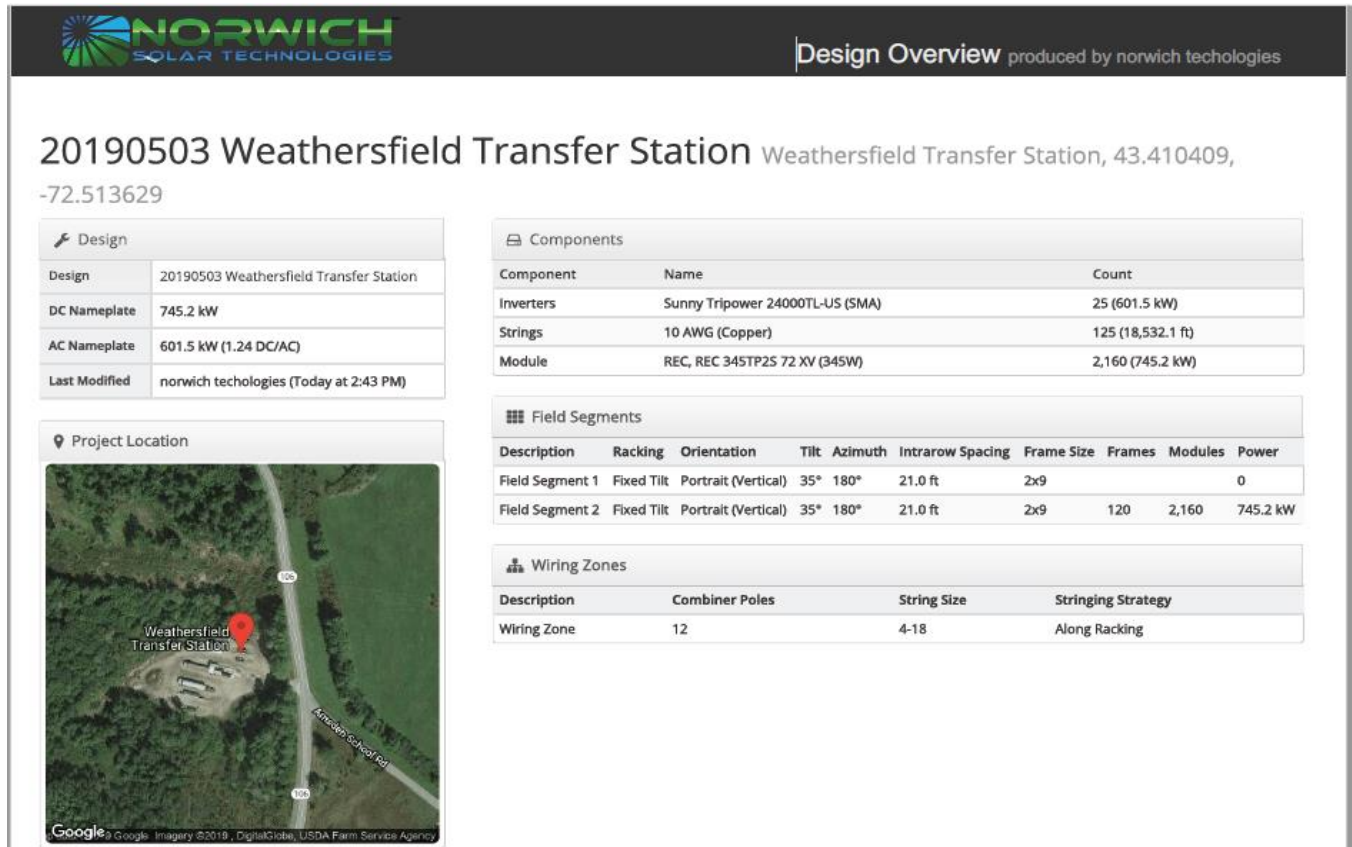 NORWICH
SOLAR TECHNOLOGIES
Design Overview produced by norwich techologies
20190503 Weathersfield Transfer Station Weathersfield Transfer Station, 43.410409,
-72.513629
Design
Design 20190503 Weathersfield Transfer Station
DC Nameplate 745.2 kW
AC Nameplate 601.5 kW (1.24 DC/AC)
Last Modified norwich techologies (Today at 2:43 PM)
Project Location
106
Weathersfield
Transfer Station
Amsden School Rd
106
Google Google Imagery ©2019 , DigitalGlobe, USDA Farm Service Agency
Components
Component Name Count
Inverters Sunny Tripower 24000TL-US (SMA) 25 (601.5 kW)
Strings 10 AWG (Copper) 125 (18,532.1 ft)
Module REC, REC 345TP2S 72 XV (345W) 2,160 (745.2 kW)
Field Segments
Description Racking Orientation Tilt Azimuth Intrarow Spacing Frame Size Frames Modules Power
Field Segment 1 Fixed Tilt Portrait (Vertical) 35° 180° 21.0 ft 2x9 0
Field Segment 2 Fixed Tilt Portrait (Vertical) 35° 180° 21.0 ft 2x9 120 2,160 745.2 kW
Wiring Zones
Description Combiner Poles String Size Stringing Strategy
Wiring Zone 12 4-18 Along Racking